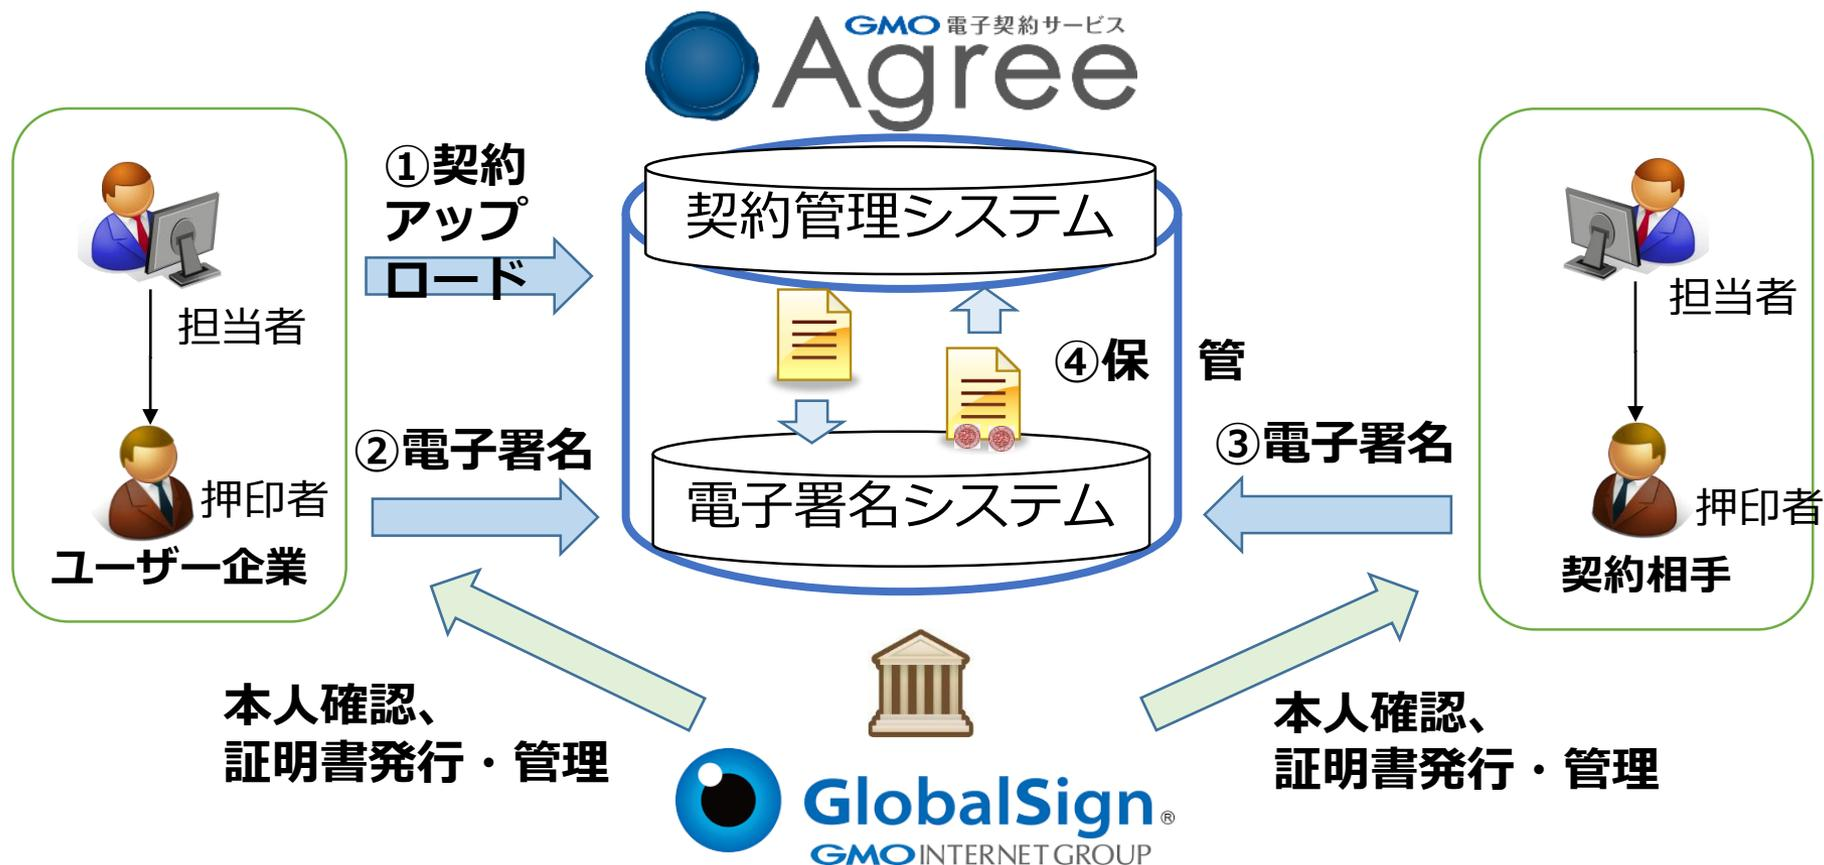 GMO 電子契約サービス
Agree
①契約
アップ
ロード
契約管理システム
担当者
担当者
④保　管
②電子署名
③電子署名
押印者
電子署名システム
押印者
ユーザー企業
契約相手
本人確認、
証明書発行・管理
本人確認、
証明書発行・管理
GlobalSign®
GMO INTERNET GROUP